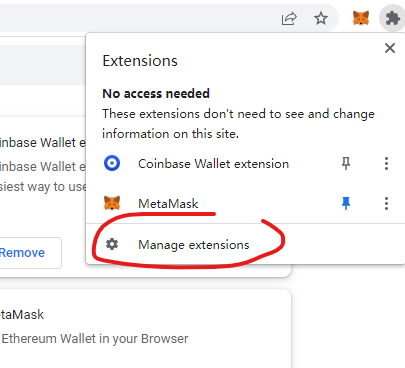 Extensions
No access needed
These extensions don't need to see and change
information on this site.
Coinbase Wallet extension
MetaMask
Manage extensions
inbase Wallet e
inbase Wallet e
siest way to use
Remove
etaMask
Ethereum Wallet in your Browser